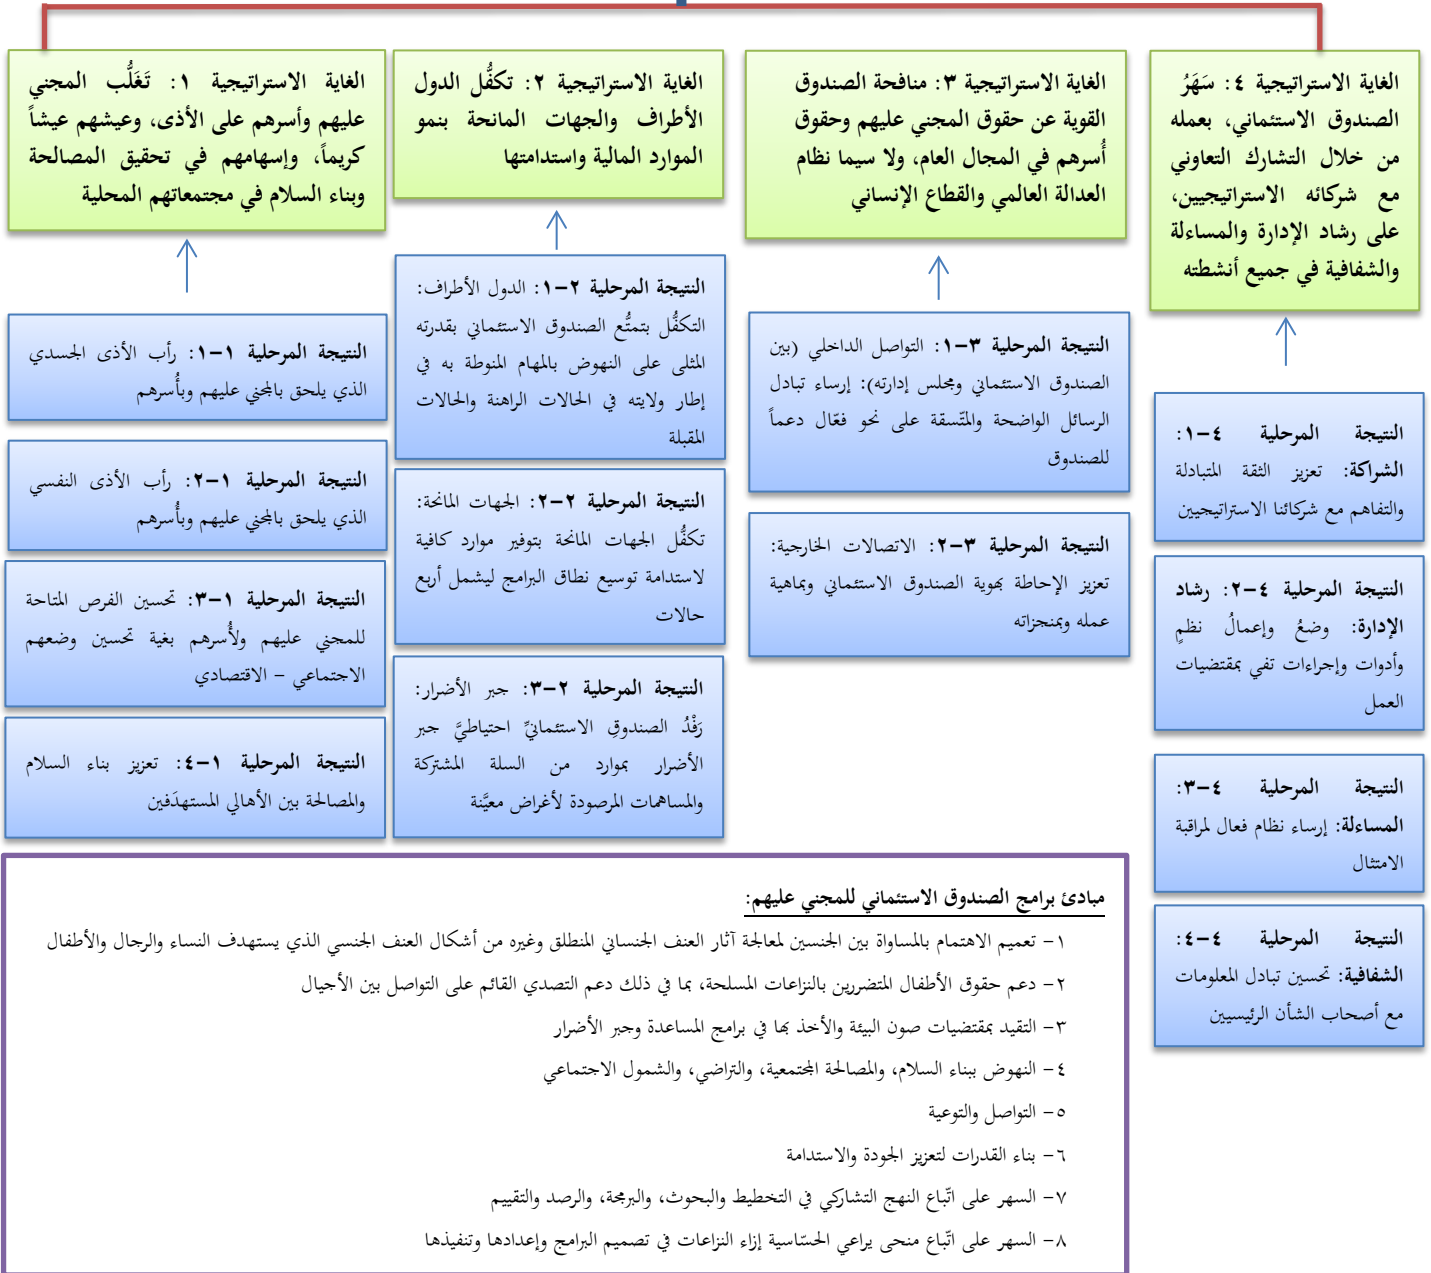 الغاية الاستراتيجية ١: تَغَلُّب المجني
عليهم وأسرهم على الأذى، وعيشهم عيشاً
كريماً، وإسهامهم في تحقيق المصالحة
وبناء السلام في مجتمعاتهم المحلية
النتيجة المرحلية ١-١: رأب الأذى الجسدي
الذي يلحق بالمجني عليهم وبأُسرهم
النتيجة المرحلية ١-٢: رأب الأذى النفسي
الذي يلحق بالمجني عليهم وبأُسرهم
النتيجة المرحلية ١-٣: تحسين الفرص المتاحة
للمجني عليهم ولأُسرهم بغية تحسين وضعهم
الاجتماعي – الاقتصادي
النتيجة المرحلية ١-٤: تعزيز بناء السلام
والمصالحة بين الأهالي المستهدَفين
الغاية الاستراتيجية ٢: تكفُّل الدول
الأطراف والجهات المانحة بنمو
الموارد المالية واستدامتها
النتيجة المرحلية ٢-١: الدول الأطراف:
التكفُّل بتمتُّع الصندوق الاستئماني بقدرته
المثلى على النهوض بالمهام المنوطة به في
إطار ولايته في الحالات الراهنة والحالات
المقبلة
النتيجة المرحلية ٢-٢: الجهات المانحة:
تكفُّل الجهات المانحة بتوفير موارد كافية
لاستدامة توسيع نطاق البرامج ليشمل أربع
حالات
النتيجة المرحلية ٢-٣: جبر الأضرار:
رَفْدُ الصندوقِ الاستئمانيِّ احتياطيَّ جبر
الأضرار بموارد من السلة المشتركة
والمساهمات المرصودة لأغراض معيَّنة
الغاية الاستراتيجية ٣: منافحة الصندوق
القوية عن حقوق المجني عليهم وحقوق
أُسرهم في المجال العام، ولا سيما نظام
العدالة العالمي والقطاع الإنساني
النتيجة المرحلية ٣-١: التواصل الداخلي (بين
الصندوق الاستئماني ومجلس إدارته): إرساء تبادل
الرسائل الواضحة والمتّسقة على نحو فعّال دعماً
للصندوق
النتيجة المرحلية ٣-٢: الاتصالات الخارجية:
تعزيز الإحاطة بهوية الصندوق الاستئماني وبماهية
عمله وبمنجزاته
الغاية الاستراتيجية ٤: سَهَرُ
الصندوق الاستئماني، بعمله
من خلال التشارك التعاوني
مع شركائه الاستراتيجيين،
على رشاد الإدارة والمساءلة
والشفافية في جميع أنشطته
النتيجة المرحلية ٤-١:
الشراكة: تعزيز الثقة المتبادلة
والتفاهم مع شركائنا الاستراتيجيين
النتيجة المرحلية ٤-٢: رشاد
الإدارة: وضعُ وإعمالُ نظمٍ
وأدوات وإجراءات تفي بمقتضيات
العمل
النتيجة المرحلية ٤-٣:
المساءلة: إرساء نظام فعال لمراقبة
الامتثال
النتيجة المرحلية ٤-٤:
الشفافية: تحسين تبادل المعلومات
مع أصحاب الشأن الرئيسيين
مبادئ برامج الصندوق الاستئماني للمجني عليهم:
١- تعميم الاهتمام بالمساواة بين الجنسين لمعالجة آثار العنف الجنساني المنطلق وغيره من أشكال العنف الجنسي الذي يستهدف النساء والرجال والأطفال
٢- دعم حقوق الأطفال المتضررين بالنزاعات المسلحة، بما في ذلك دعم التصدي القائم على التواصل بين الأجيال
٣- التقيد بمقتضيات صون البيئة والأخذ بها في برامج المساعدة وجبر الأضرار
٤- النهوض ببناء السلام، والمصالحة المجتمعية، والتراضي، والشمول الاجتماعي
٥- التواصل والتوعية
٦- بناء القدرات لتعزيز الجودة والاستدامة
٧- السهر على اتّباع النهج التشاركي في التخطيط والبحوث، والبرمجة، والرصد والتقييم
٨- السهر على اتّباع منحى يراعي الحسّاسية إزاء النزاعات في تصميم البرامج وإعدادها وتنفيذها